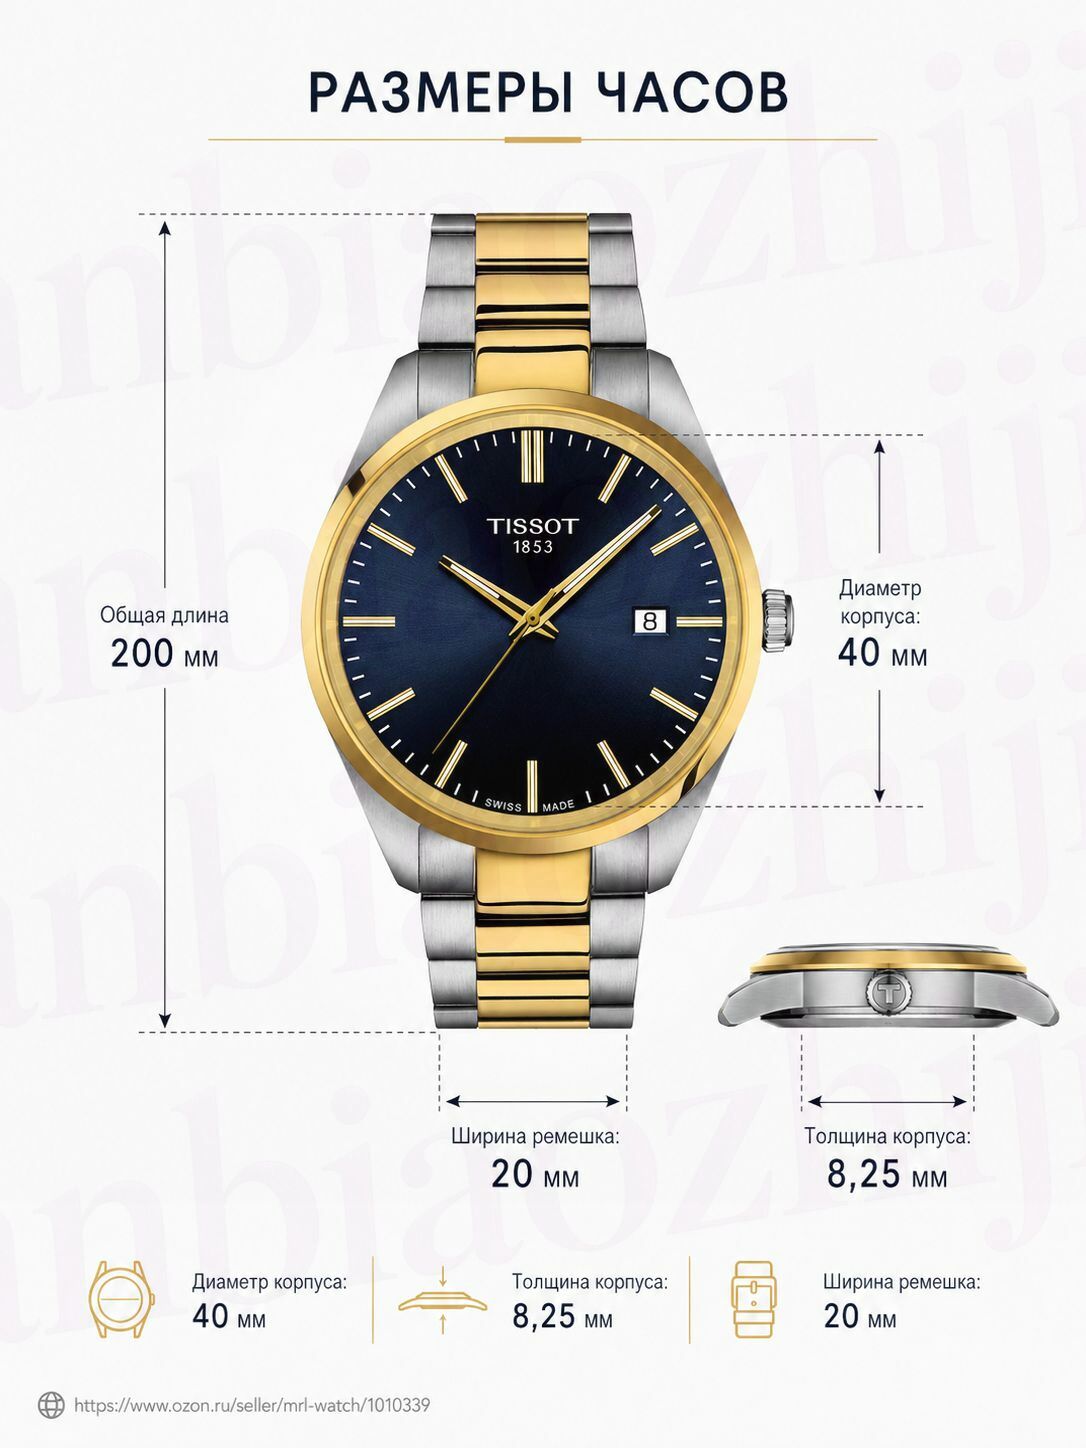 РАЗМЕРЫ ЧАСОВ
TISSOT
1853
8
SWISS MADE
Общая длина
200 мм
Диаметр
корпуса:
40 мм
T
Ширина ремешка:
20 мм
Толщина корпуса:
8,25 мм
Диаметр корпуса:
40 мм
Толщина корпуса:
8,25 мм
Ширина ремешка:
20 мм
https://www.ozon.ru/seller/mrl-watch/1010339